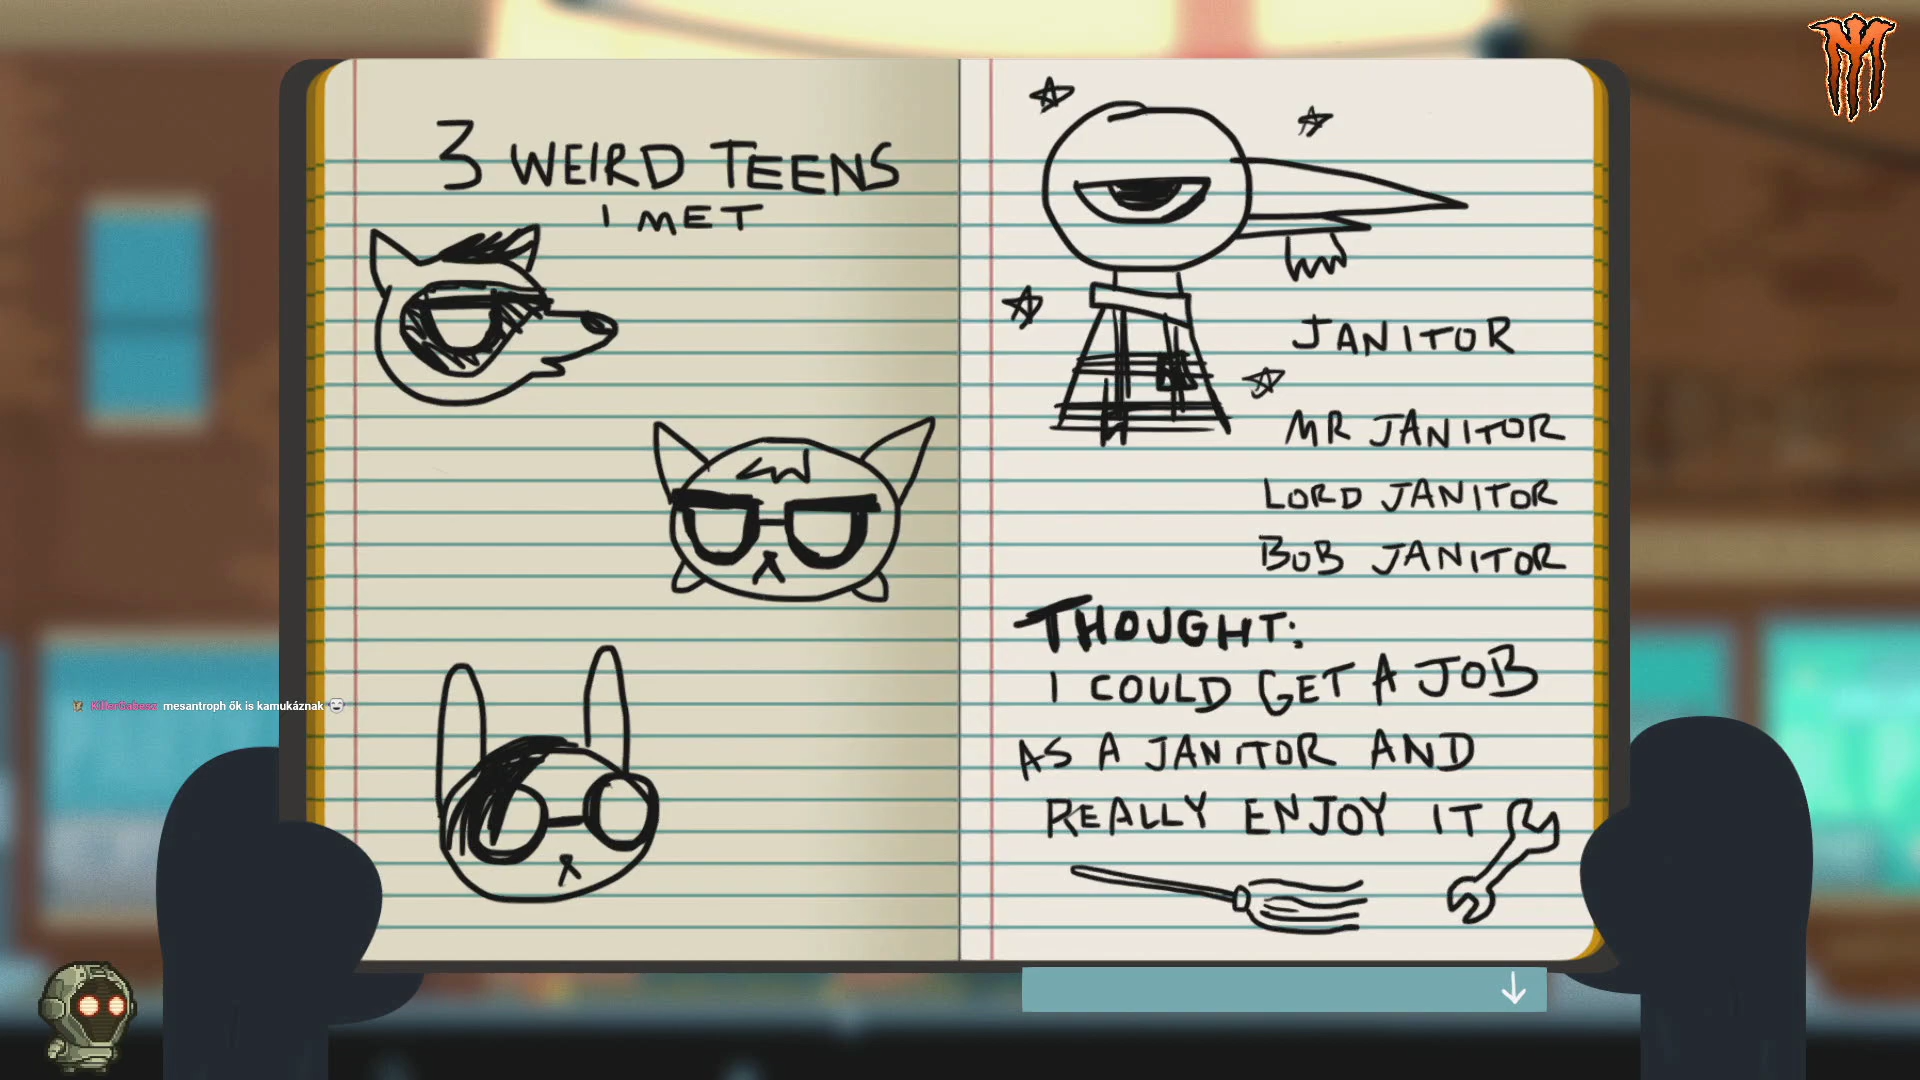 3 WEIRD TEENS
I MET
JANITOR
MR JANITOR
LORD JANITOR
BOB JANITOR
THOUGHT:
I COULD GET A JOB
AS A JANITOR AND
REALLY ENJOY IT
mesantroph ők is kamukáznak